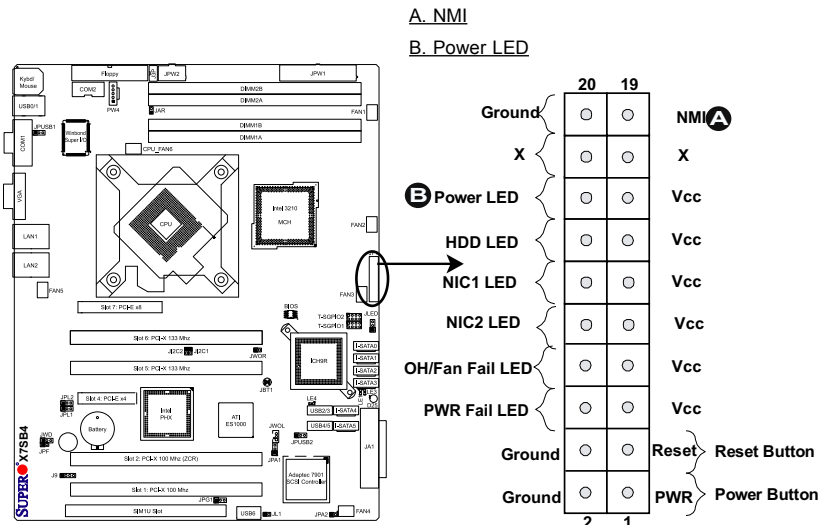 A. NMI
B. Power LED
Kybd/
Mouse
USB0/1
JPUSB1
COM1
VGA
LAN1
LAN2
FAN5
Floppy
COM2
PW4
JPW2
JPW1
DIMM2B
DIMM2A
JAR
FAN1
DIMM1B
DIMM1A
Winbond
Super I/O
CPU_FAN6
CPU
Intel 3210
MCH
FAN2
FAN3
Slot 7: PCI-E x8
BIOS
T-SGPIO2
T-SGPIO1
JLED
Slot 6: PCI-X 133 Mhz
JI2C2
JI2C1
JWOR
Slot 5: PCI-X 133 Mhz
ICH9R
I-SATA0
I-SATA1
I-SATA2
I-SATA3
JBT1
LE3
LE4
JPL2
JPL1
Slot 4: PCI-E x4
Intel
PHX
ATI
ES1000
USB2/3
I-SATA4
USB4/5
I-SATA5
Battery
JWD
JPF
JWOL
JPUSB2
JPA1
JA1
Slot 2: PCI-X 100 Mhz (ZCR)
J9
Adaptec 7901
SCSI Controller
Slot 1: PCI-X 100 Mhz
JPG1
SIM1U Slot
USB6
JL1
JPA2
FAN4
SUPER X7SB4
20 19
Ground NMI A
X X
B Power LED Vcc
HDD LED Vcc
NIC1 LED Vcc
NIC2 LED Vcc
OH/Fan Fail LED Vcc
PWR Fail LED Vcc
Ground Reset Reset Button
Ground PWR Power Button
2 1